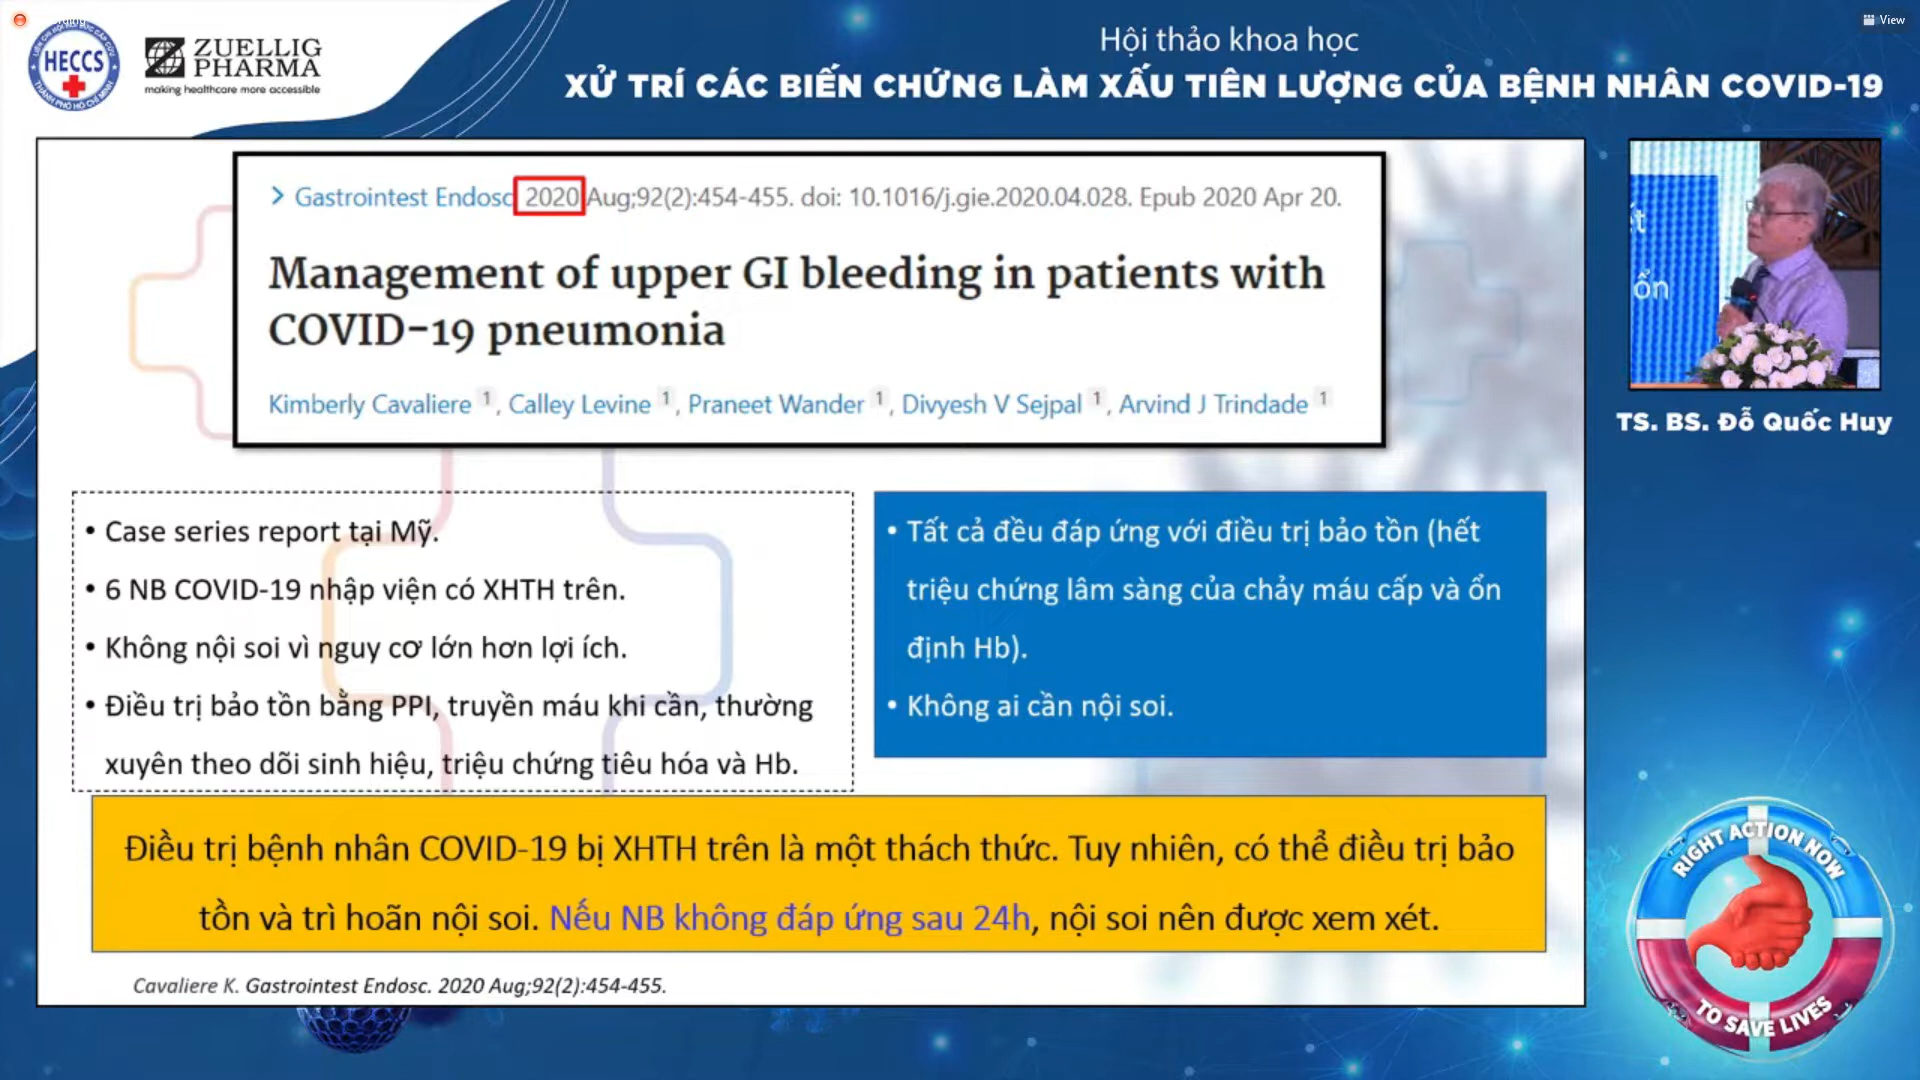 View
HECCS
THÀNH PHỐ HỒ CHÍ MINH
ZUELLIG
PHARMA
making healthcare more accessible
Hội thảo khoa học
XỬ TRÍ CÁC BIẾN CHỨNG LÀM XẤU TIÊN LƯỢNG CỦA BỆNH NHÂN COVID-19
Gastrointest Endosc 2020 Aug;92(2):454-455. doi: 10.1016/j.gie.2020.04.028. Epub 2020 Apr 20.
Management of upper GI bleeding in patients with
COVID-19 pneumonia
Kimberly Cavaliere 1, Calley Levine 1, Praneet Wander 1, Divyesh V Sejpal 1, Arvind J Trindade 1
• Case series report tại Mỹ.
• 6 NB COVID-19 nhập viện có XHTH trên.
• Không nội soi vì nguy cơ lớn hơn lợi ích.
• Điều trị bảo tồn bằng PPI, truyền máu khi cần, thường
xuyên theo dõi sinh hiệu, triệu chứng tiêu hóa và Hb.
• Tất cả đều đáp ứng với điều trị bảo tồn (hết
triệu chứng lâm sàng của chảy máu cấp và ổn
định Hb).
• Không ai cần nội soi.
Điều trị bệnh nhân COVID-19 bị XHTH trên là một thách thức. Tuy nhiên, có thể điều trị bảo
tồn và trì hoãn nội soi. Nếu NB không đáp ứng sau 24h, nội soi nên được xem xét.
Cavaliere K. Gastrointest Endosc. 2020 Aug;92(2):454-455.
ổn
TS. BS. Đỗ Quốc Huy
RIGHT ACTION NOW
TO SAVE LIVES